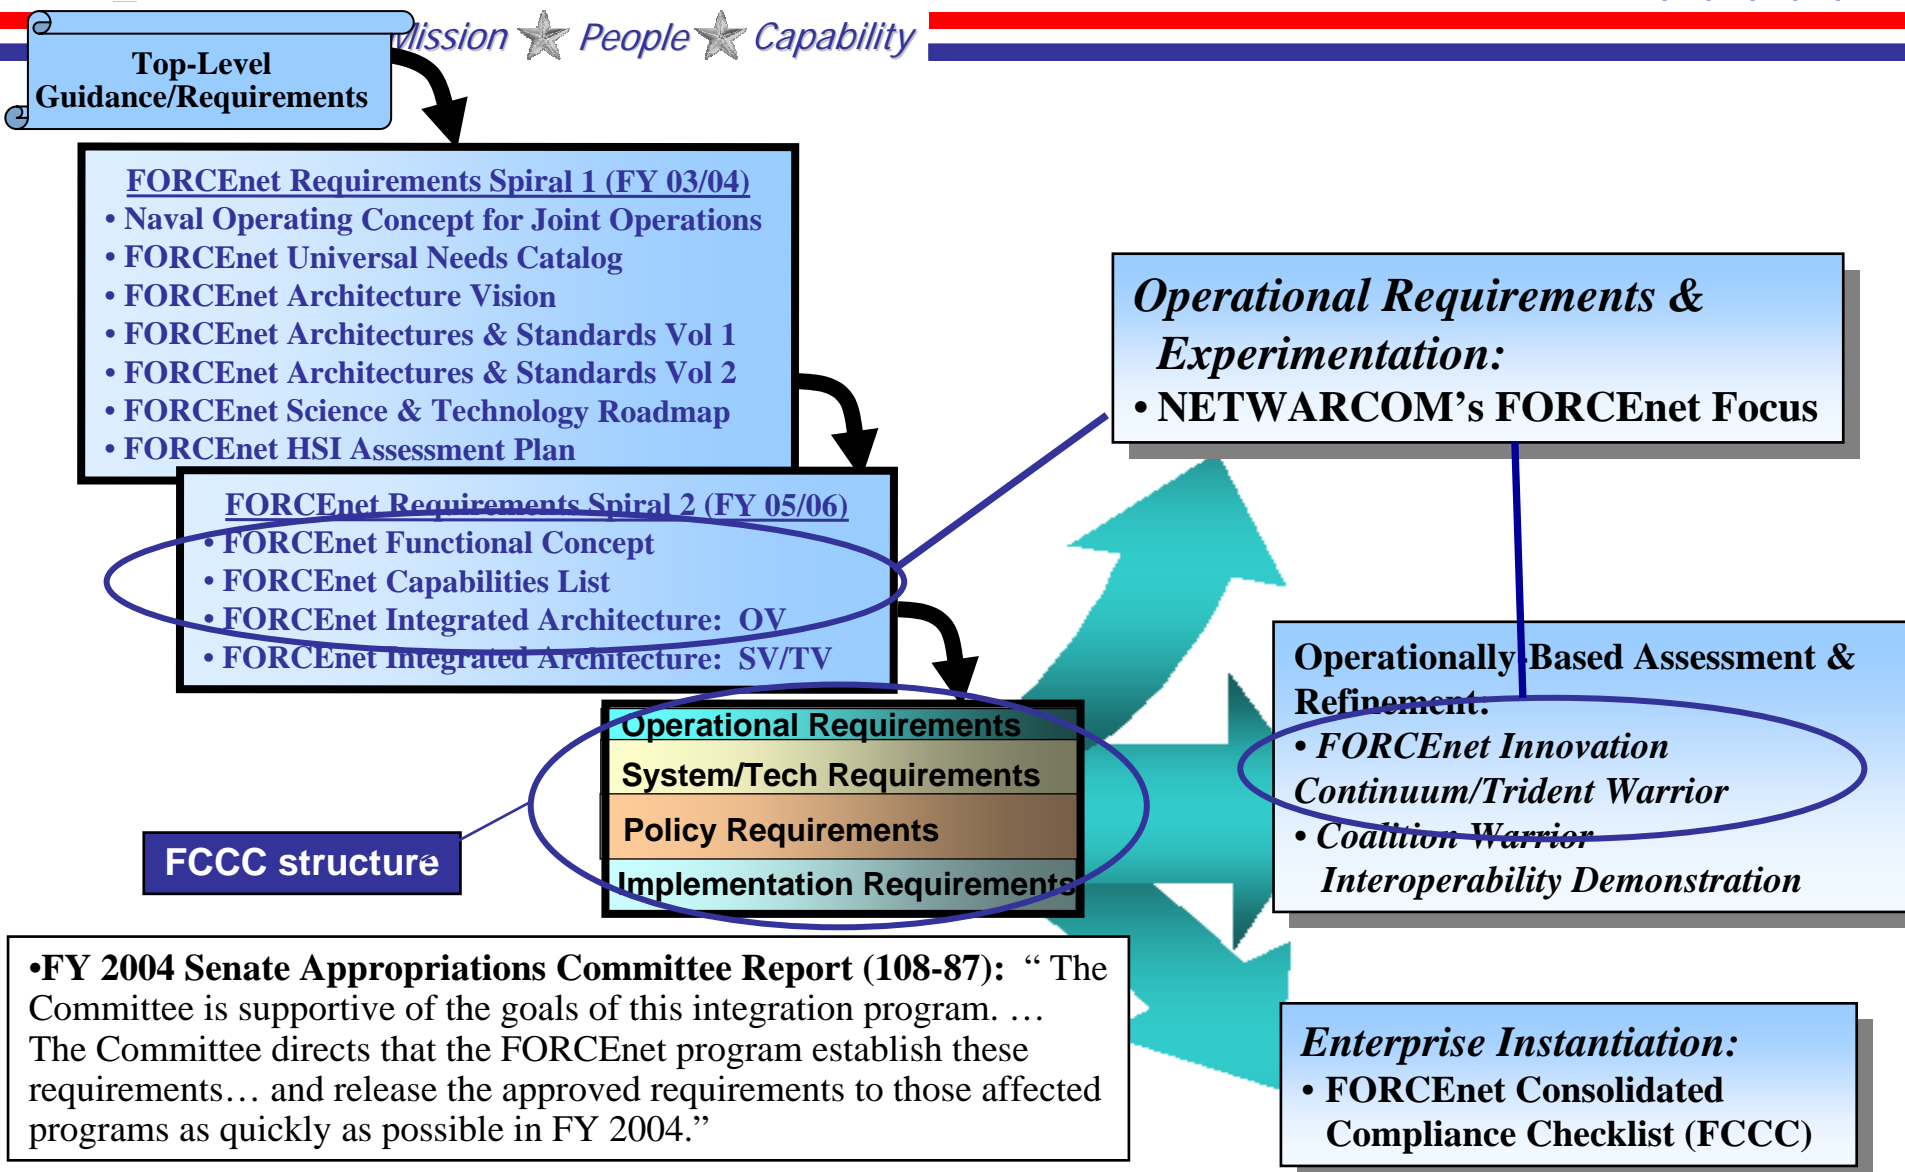 Mission People Capability
Top-Level
Guidance/Requirements
FORCEnet Requirements Spiral 1 (FY 03/04)
• Naval Operating Concept for Joint Operations
• FORCEnet Universal Needs Catalog
• FORCEnet Architecture Vision
• FORCEnet Architectures & Standards Vol 1
• FORCEnet Architectures & Standards Vol 2
• FORCEnet Science & Technology Roadmap
• FORCEnet HSI Assessment Plan
FORCEnet Requirements Spiral 2 (FY 05/06)
• FORCEnet Functional Concept
• FORCEnet Capabilities List
• FORCEnet Integrated Architecture: OV
• FORCEnet Integrated Architecture: SV/TV
Operational Requirements
System/Tech Requirements
Policy Requirements
Implementation Requirements
FCCC structure
Operational Requirements &
Experimentation:
• NETWARCOM’s FORCEnet Focus
Operationally-Based Assessment &
Refinement:
• FORCEnet Innovation
Continuum/Trident Warrior
• Coalition Warrior
Interoperability Demonstration
Enterprise Instantiation:
• FORCEnet Consolidated
Compliance Checklist (FCCC)
•FY 2004 Senate Appropriations Committee Report (108-87): “ The
Committee is supportive of the goals of this integration program. …
The Committee directs that the FORCEnet program establish these
requirements… and release the approved requirements to those affected
programs as quickly as possible in FY 2004.”